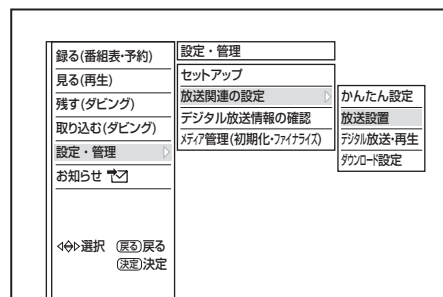 録る(番組表・予約)
見る(再生)
残す(ダビング)
取り込む(ダビング)
設定・管理
お知らせ
選択 戻る 戻る
決定 決定
設定・管理
セットアップ
放送関連の設定
デジタル放送情報の確認
メディア管理(初期化・ファイナライズ)
かんたん設定
放送設置
デジタル放送・再生
ダウンロード設定